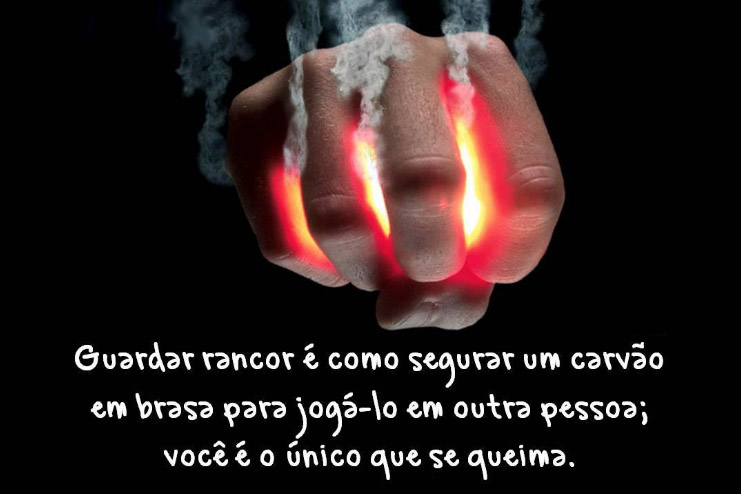 Guardar rancor é como segurar um carvão
em brasa para jogá-lo em outra pessoa;
você é o único que se queima.